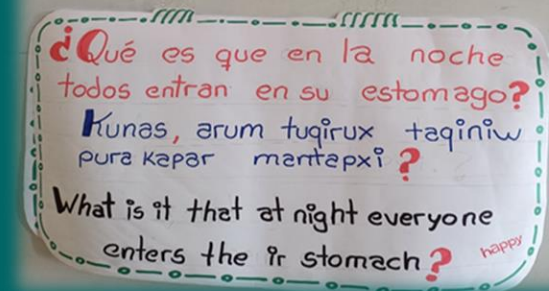 ¿Qué es que en la noche
todos entran en su estomago?
Kunas, arum tuqirux taqiniw
pura kapar mantapxi?
What is it that at night everyone
enters the ir stomach?
happy